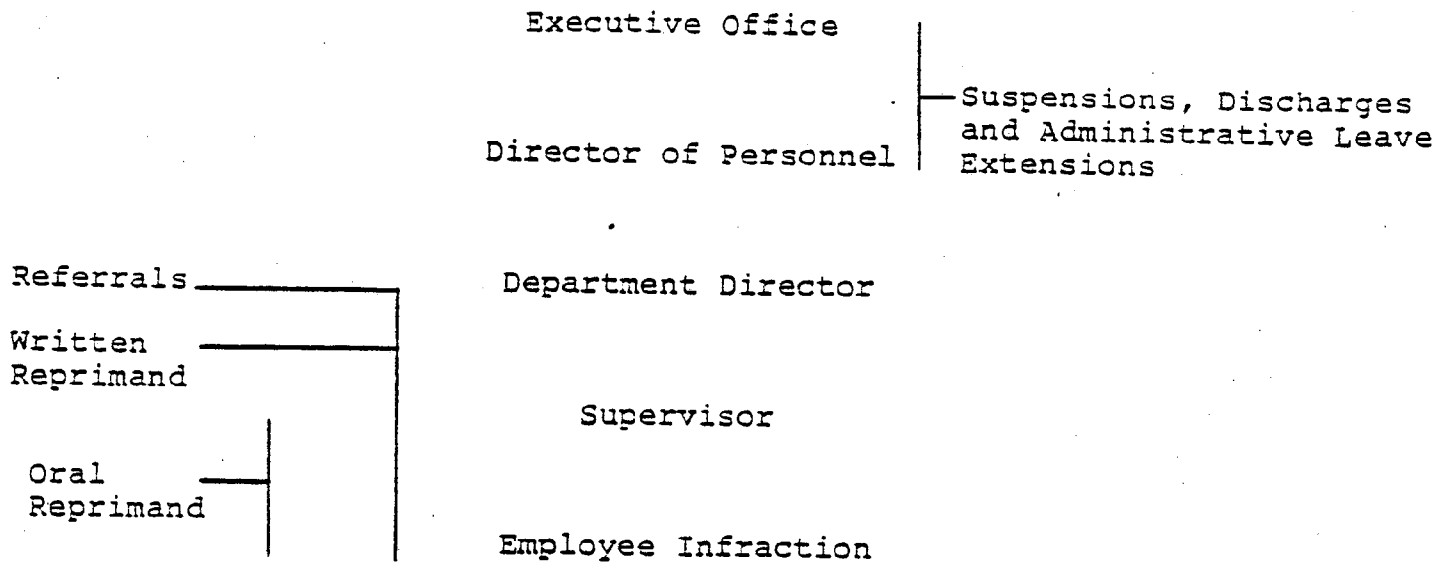 Executive Office
Suspensions, Discharges
and Administrative Leave
Extensions
Director of Personnel
Referrals
Department Director
Written
Reprimand
Supervisor
Oral
Reprimand
Employee Infraction